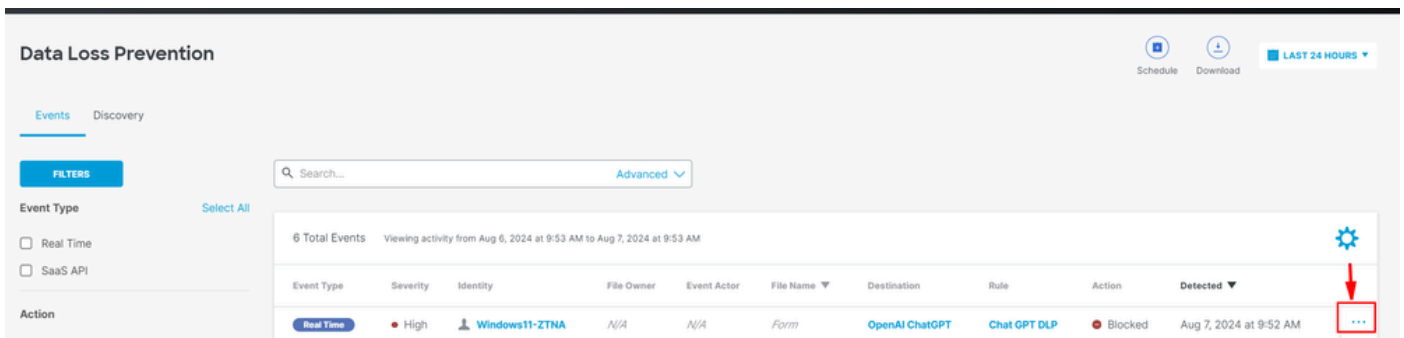 Data Loss Prevention
Schedule
Download
LAST 24 HOURS
Events Discovery
FILTERS
Search... Advanced
Event Type Select All
Real Time
SaaS API
Action
6 Total Events Viewing activity from Aug 6, 2024 at 9:53 AM to Aug 7, 2024 at 9:53 AM
Event Type Severity Identity File Owner Event Actor File Name Destination Rule Action Detected
Real Time High Windows11-ZTNA N/A N/A Form OpenAI ChatGPT Chat GPT DLP Blocked Aug 7, 2024 at 9:52 AM ...